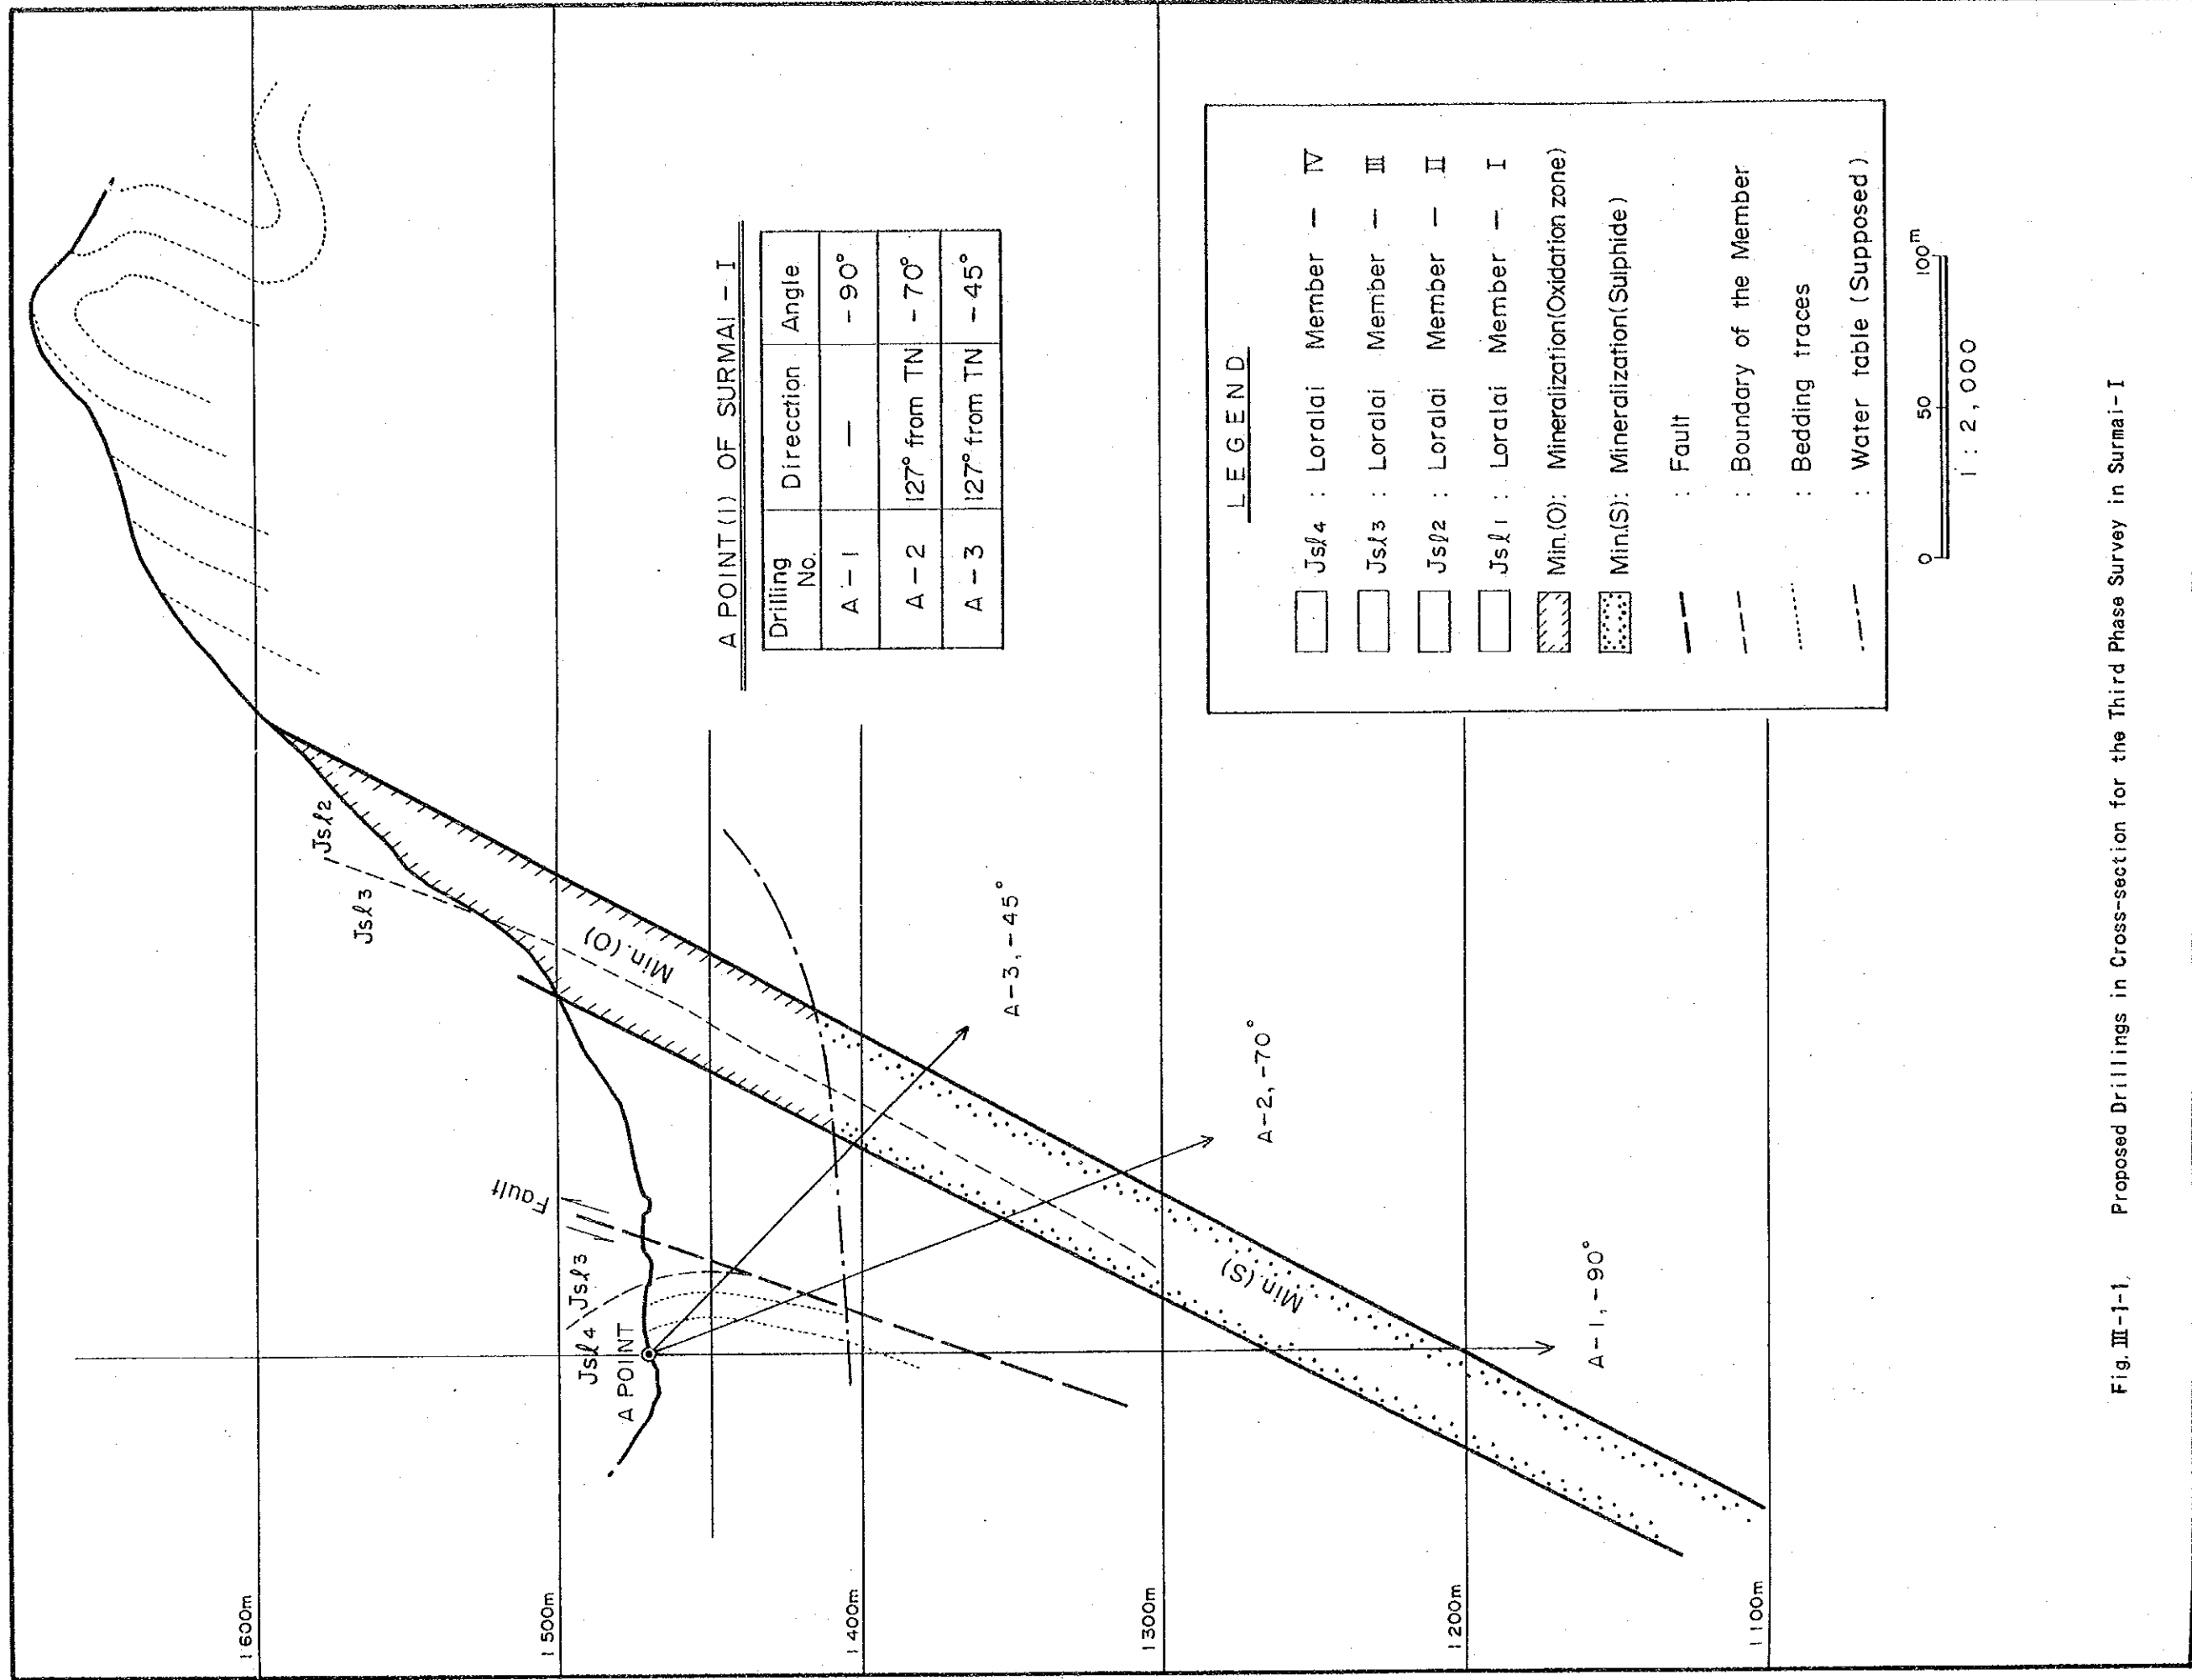 1600m
1500m
1400m
1300m
1200m
1100m
Jsℓ2
Jsℓ3
Min.(O)
Fault
Jsℓ4 Jsℓ3
A POINT
Min.(S)
A-3, -45°
A-2, -70°
A-1, -90°
A POINT(1) OF SURMAI-I
Drilling No. Direction Angle
A-1 — -90°
A-2 127° from TN -70°
A-3 127° from TN -45°
LEGEND
Jsℓ4 : Loralai Member — IV
Jsℓ3 : Loralai Member — III
Jsℓ2 : Loralai Member — II
Jsℓ1 : Loralai Member — I
Min.(O): Mineralization(Oxidation zone)
Min.(S): Mineralization(Sulphide)
: Fault
: Boundary of the Member
: Bedding traces
: Water table (Supposed)
0 50 100m
1 : 2,000
Fig. III-1-1 Proposed Drillings in Cross-section for the Third Phase Survey in Surmai-I